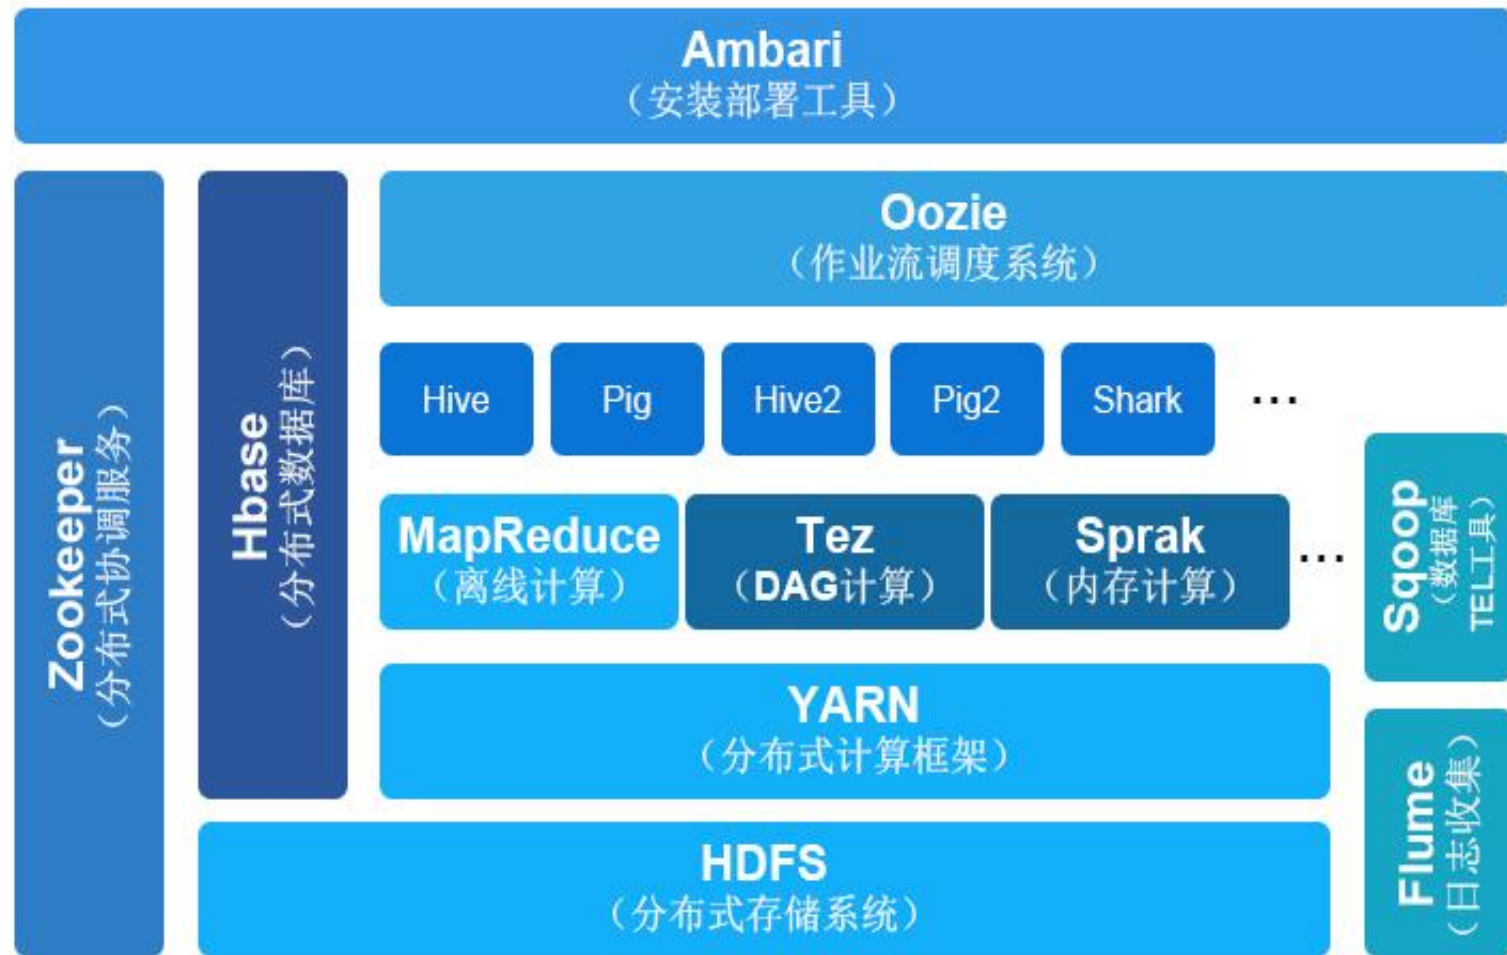 Ambari
（安装部署工具）
Zookeeper
（分布式协调服务）
Hbase
（分布式数据库）
Oozie
（作业流调度系统）
Hive
Pig
Hive2
Pig2
Shark
...
MapReduce
（离线计算）
Tez
（DAG计算）
Sprak
（内存计算）
...
Sqoop
（数据库
TEL工具）
YARN
（分布式计算框架）
Flume
（日志收集）
HDFS
（分布式存储系统）